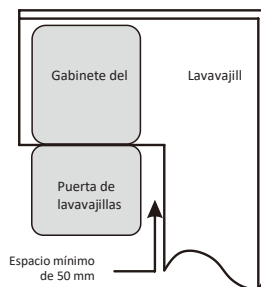 Gabinete del
Lavavajill
Puerta de
lavavajillas
Espacio mínimo
de 50 mm